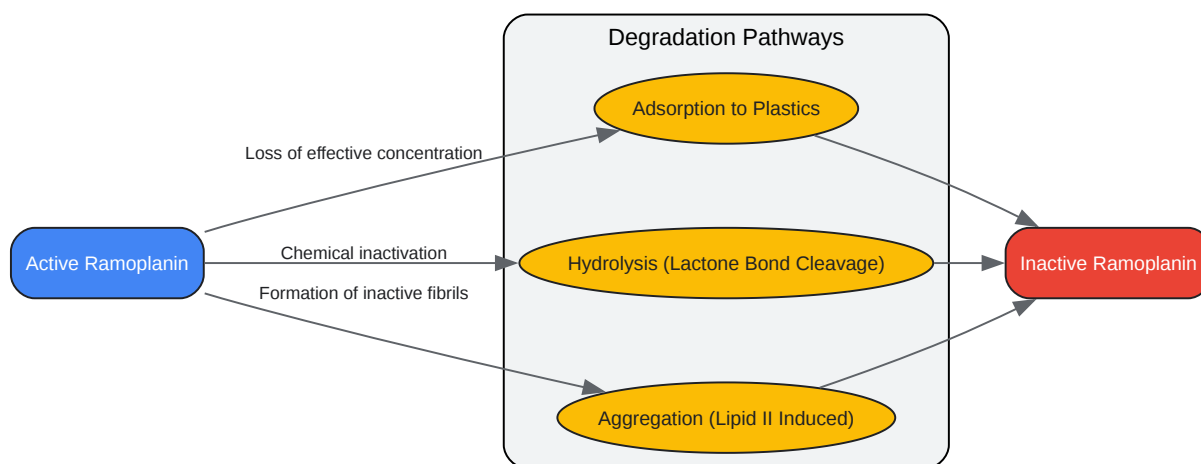 Degradation Pathways
Adsorption to Plastics
Loss of effective concentration
Active Ramoplanin
Chemical inactivation
Hydrolysis (Lactone Bond Cleavage)
Inactive Ramoplanin
Formation of inactive fibrils
Aggregation (Lipid II Induced)